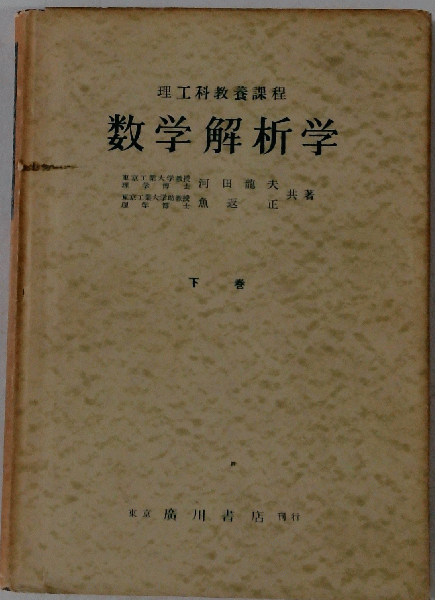 理工科教養課程
数学解析学
東京工業大学教授
理学博士 河田龍夫
東京工業大学助教授
理学博士 魚返正 共著
下巻
東京 廣川書店 刊行